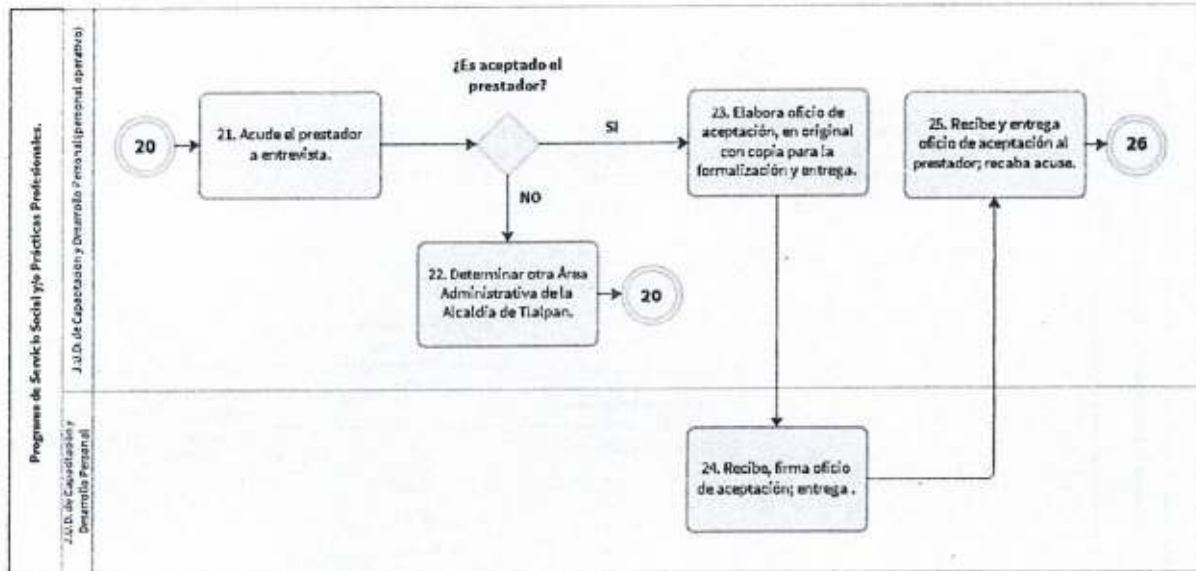 Programa de Servicio Social y/o Prácticas Profesionales.
J.U.D. de Capacitación y Desarrollo Personal (personal operativo)
20
21. Acude el prestador
a entrevista.
¿Es aceptado el
prestador?
SI
NO
22. Determinar otra Área
Administrativa de la
Alcaldía de Tlalpan.
20
23. Elabora oficio de
aceptación, en original
con copia para la
formalización y entrega.
25. Recibe y entrega
oficio de aceptación al
prestador; recaba acuse.
26
J.U.D. de Capacitación y
Desarrollo Personal
24. Recibe, firma oficio
de aceptación; entrega .